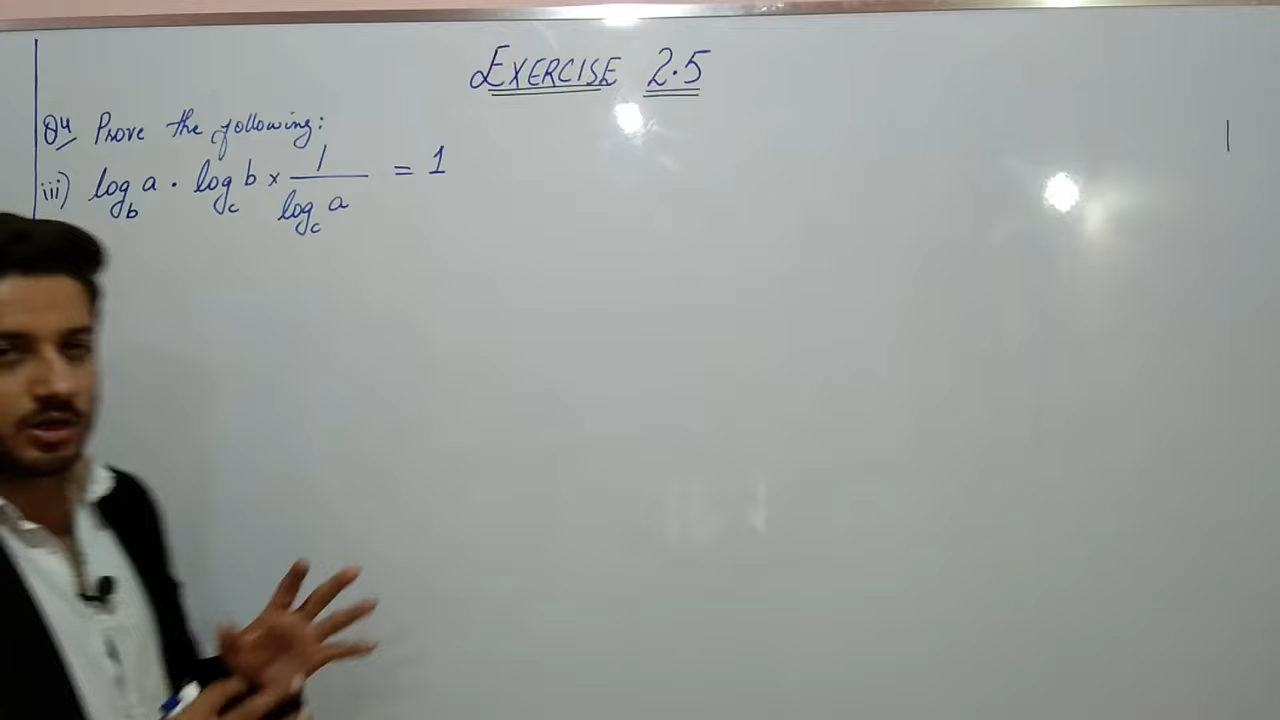 EXERCISE 2.5
Q4 Prove the following:
iii) log_b a · log_c b × 1/(log_c a) = 1